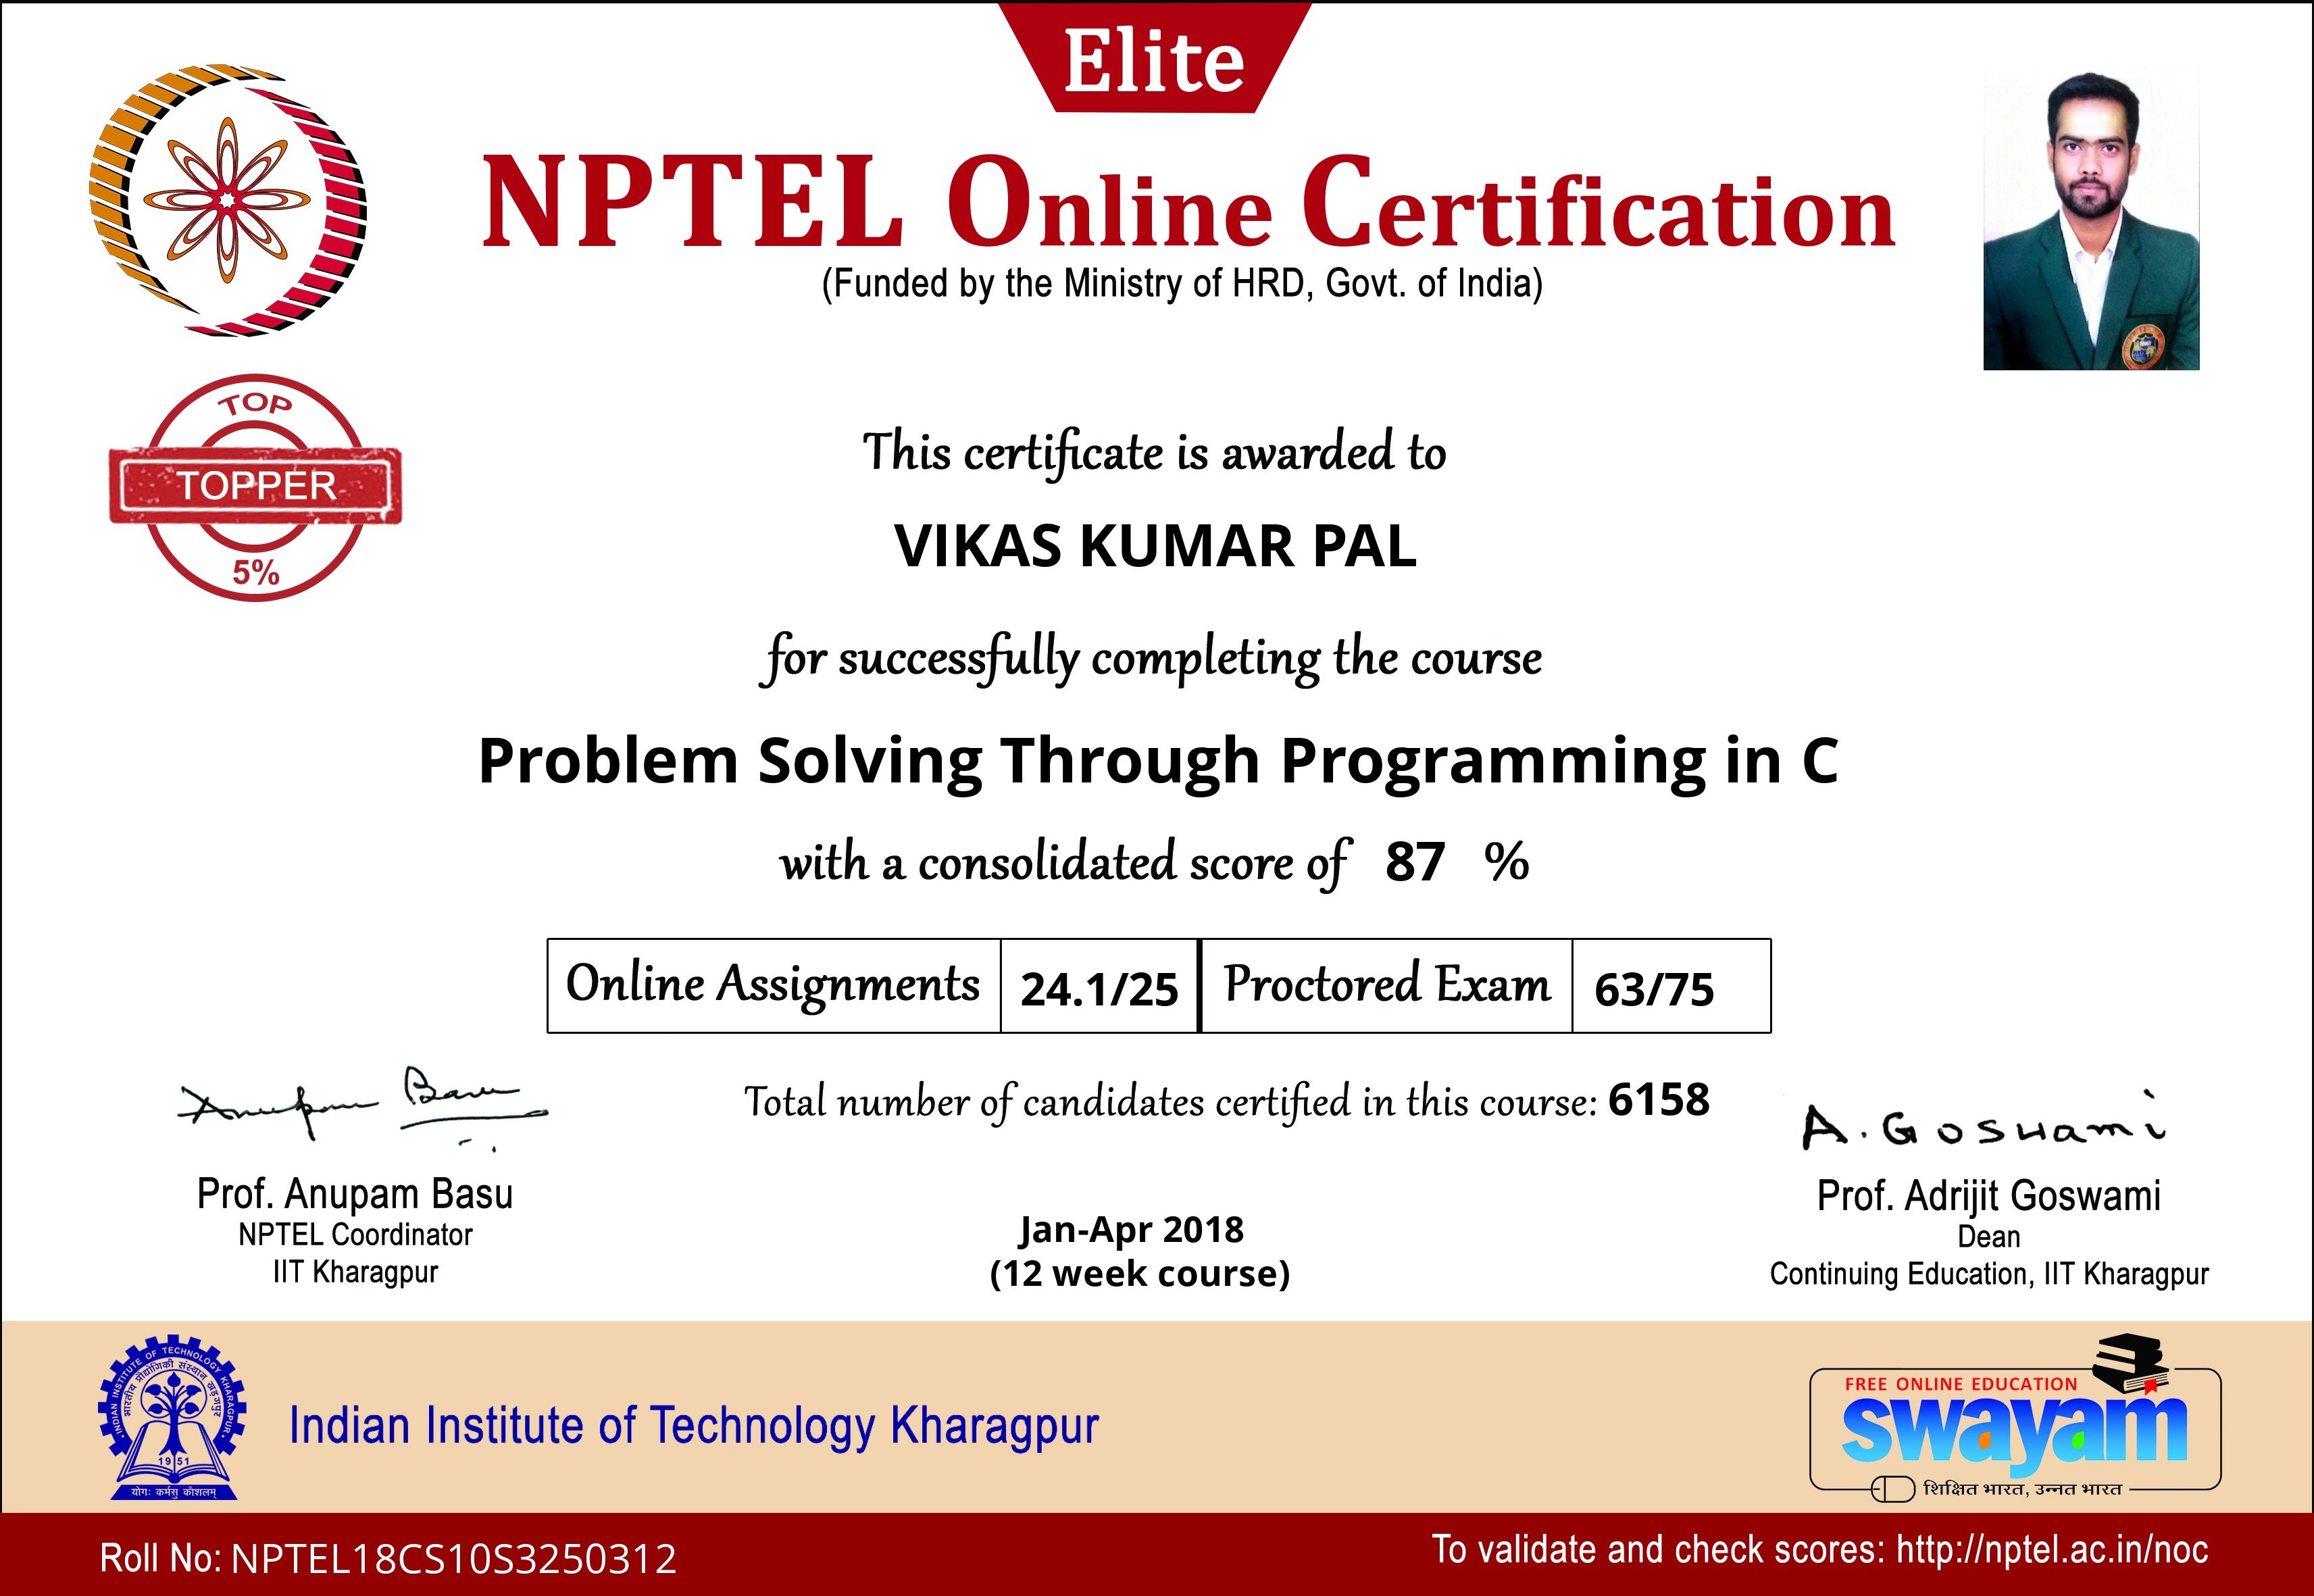 Elite
NPTEL Online Certification
(Funded by the Ministry of HRD, Govt. of India)
TOP
TOPPER
5%
This certificate is awarded to
VIKAS KUMAR PAL
for successfully completing the course
Problem Solving Through Programming in C
with a consolidated score of 87 %
Online Assignments 24.1/25 Proctored Exam 63/75
Total number of candidates certified in this course: 6158
Anupam Basu
Prof. Anupam Basu
NPTEL Coordinator
IIT Kharagpur
Jan-Apr 2018
(12 week course)
A. Goswami
Prof. Adrijit Goswami
Dean
Continuing Education, IIT Kharagpur
INDIAN INSTITUTE OF TECHNOLOGY KHARAGPUR
भारतीय प्रौद्योगिकी संस्थान खड़गपुर
1951
योगः कर्मसु कौशलम्
Indian Institute of Technology Kharagpur
FREE ONLINE EDUCATION
swayam
शिक्षित भारत, उन्नत भारत
Roll No: NPTEL18CS10S3250312
To validate and check scores: http://nptel.ac.in/noc